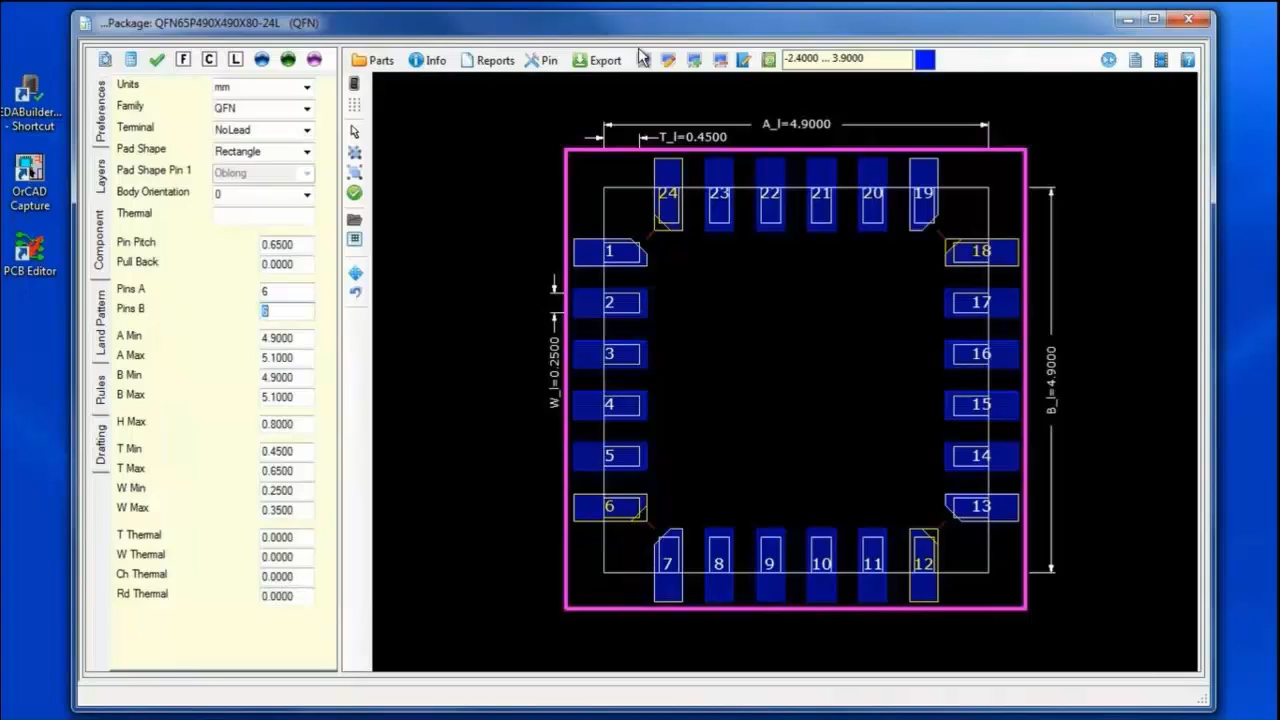 ...Package: QFN65P490X490X80-24L (QFN)
EDABuilder...
- Shortcut
OrCAD
Capture
PCB Editor
F C L
Parts Info Reports Pin Export -2.4000 ... 3.9000
Preferences
Layers
Component
Land Pattern
Rules
Drafting
Units mm
Family QFN
Terminal NoLead
Pad Shape Rectangle
Pad Shape Pin 1 Oblong
Body Orientation 0
Thermal
Pin Pitch 0.6500
Pull Back 0.0000
Pins A 6
Pins B 6
A Min 4.9000
A Max 5.1000
B Min 4.9000
B Max 5.1000
H Max 0.8000
T Min 0.4500
T Max 0.6500
W Min 0.2500
W Max 0.3500
T Thermal 0.0000
W Thermal 0.0000
Ch Thermal 0.0000
Rd Thermal 0.0000
A_l=4.9000
T_l=0.4500
24 23 22 21 20 19
1 18
2 17
3 16
4 15
5 14
6 13
7 8 9 10 11 12
W_l=0.2500
B_l=4.9000